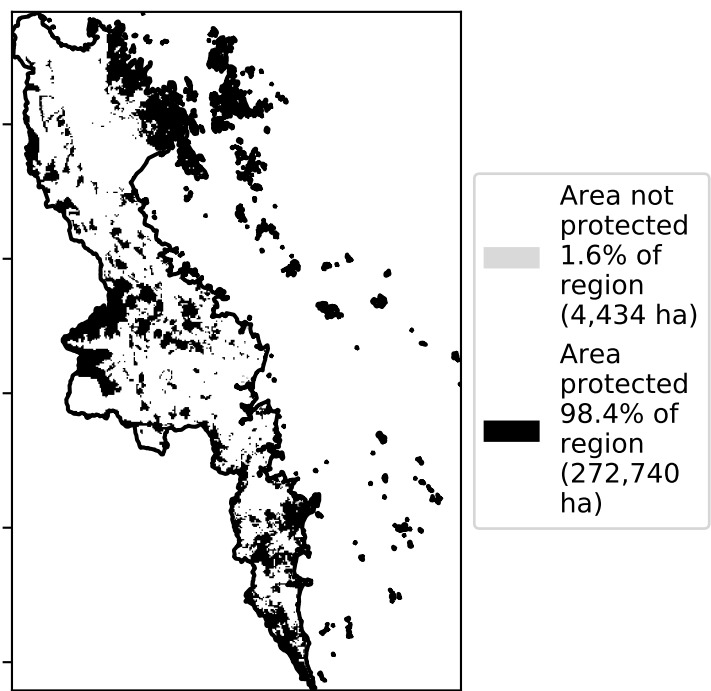 Area not
protected
1.6% of
region
(4,434 ha)
Area
protected
98.4% of
region
(272,740
ha)